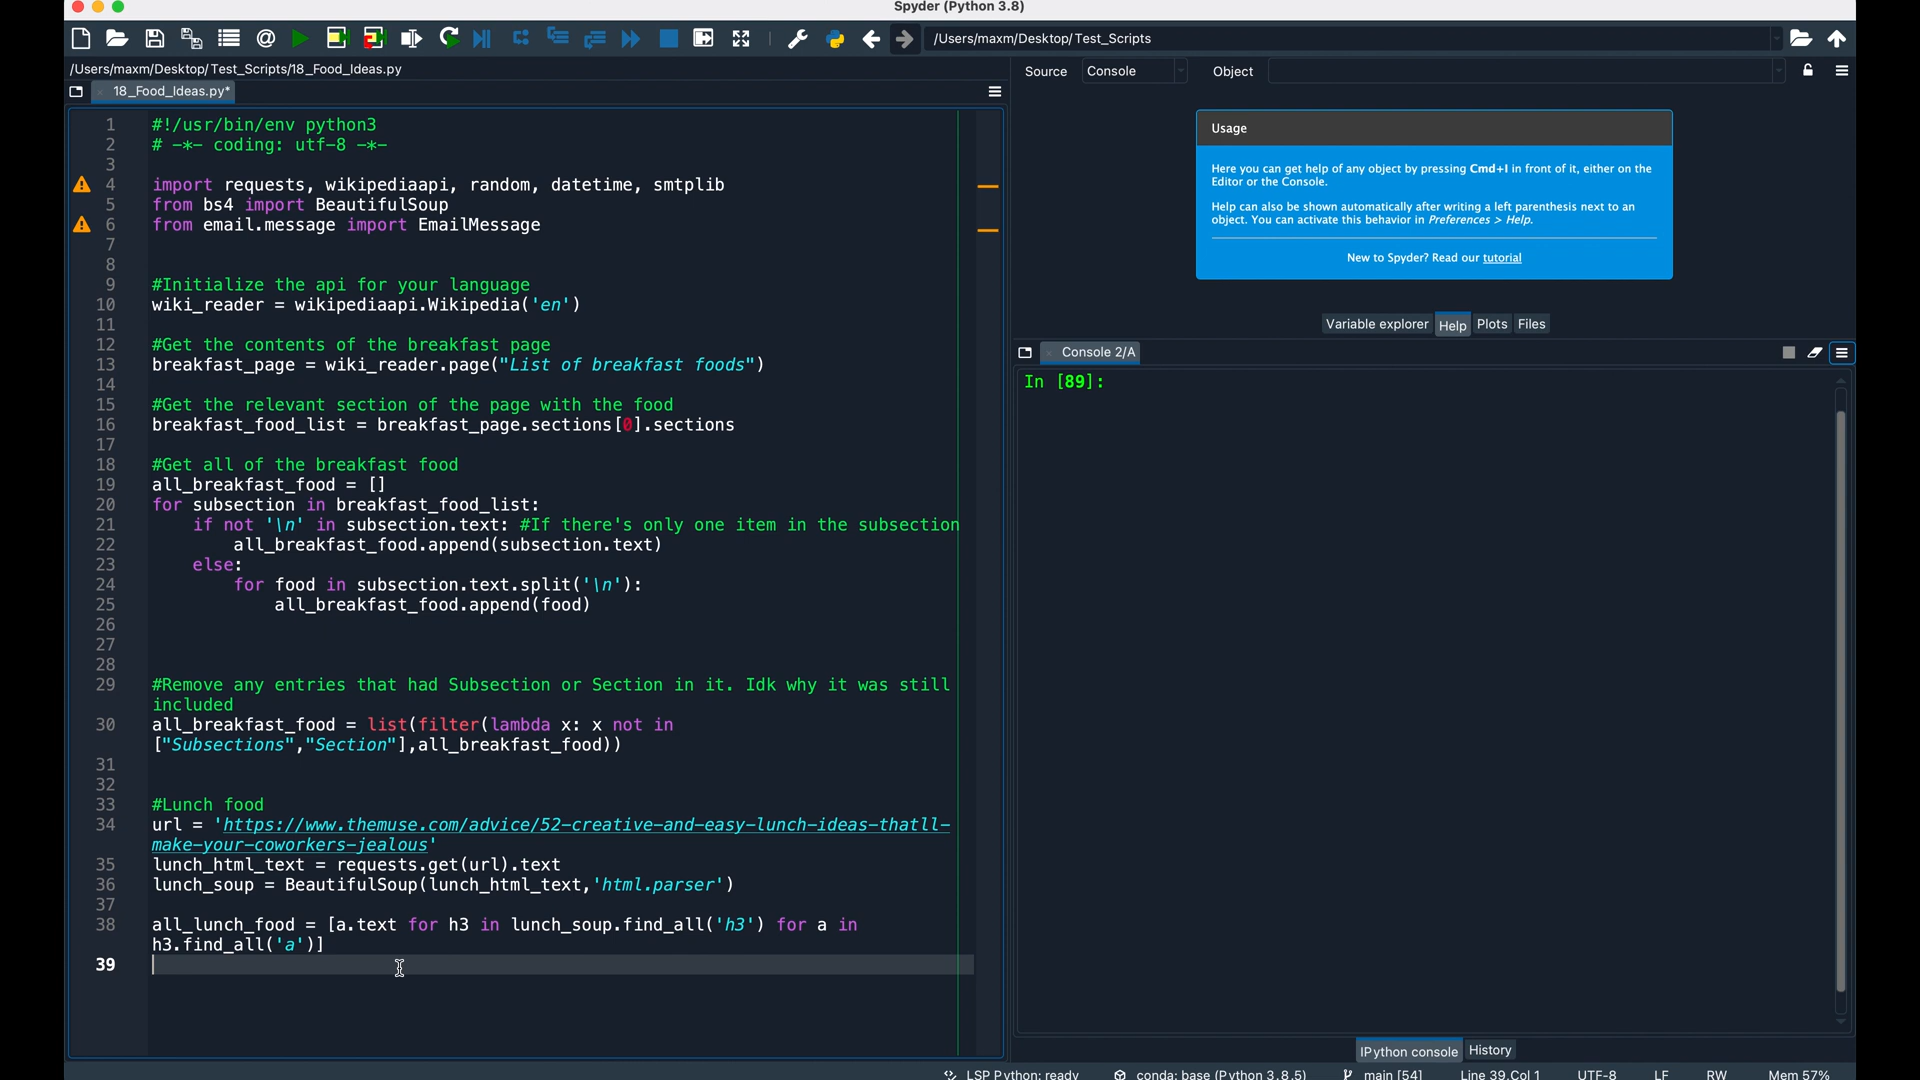 Spyder (Python 3.8)
/Users/maxm/Desktop/Test_Scripts
/Users/maxm/Desktop/Test_Scripts/18_Food_Ideas.py
Source Console Object
18_Food_Ideas.py*
1 #!/usr/bin/env python3
2 # -*- coding: utf-8 -*-
3
4 import requests, wikipediaapi, random, datetime, smtplib
5 from bs4 import BeautifulSoup
6 from email.message import EmailMessage
7
8
9 #Initialize the api for your language
10 wiki_reader = wikipediaapi.Wikipedia('en')
11
12 #Get the contents of the breakfast page
13 breakfast_page = wiki_reader.page("List of breakfast foods")
14
15 #Get the relevant section of the page with the food
16 breakfast_food_list = breakfast_page.sections[0].sections
17
18 #Get all of the breakfast food
19 all_breakfast_food = []
20 for subsection in breakfast_food_list:
21 if not '\n' in subsection.text: #If there's only one item in the subsection
22 all_breakfast_food.append(subsection.text)
23 else:
24 for food in subsection.text.split('\n'):
25 all_breakfast_food.append(food)
26
27
28
29 #Remove any entries that had Subsection or Section in it. Idk why it was still
included
30 all_breakfast_food = list(filter(lambda x: x not in
["Subsections","Section"],all_breakfast_food))
31
32
33 #Lunch food
34 url = 'https://www.themuse.com/advice/52-creative-and-easy-lunch-ideas-thatll-
make-your-coworkers-jealous'
35 lunch_html_text = requests.get(url).text
36 lunch_soup = BeautifulSoup(lunch_html_text,'html.parser')
37
38 all_lunch_food = [a.text for h3 in lunch_soup.find_all('h3') for a in
h3.find_all('a')]
39
Usage
Here you can get help of any object by pressing Cmd+I in front of it, either on the
Editor or the Console.
Help can also be shown automatically after writing a left parenthesis next to an
object. You can activate this behavior in Preferences > Help.
New to Spyder? Read our tutorial
Variable explorer Help Plots Files
Console 2/A
In [89]:
IPython console History
LSP Python: ready conda: base (Python 3.8.5) main [54] Line 39, Col 1 UTF-8 LF RW Mem 57%